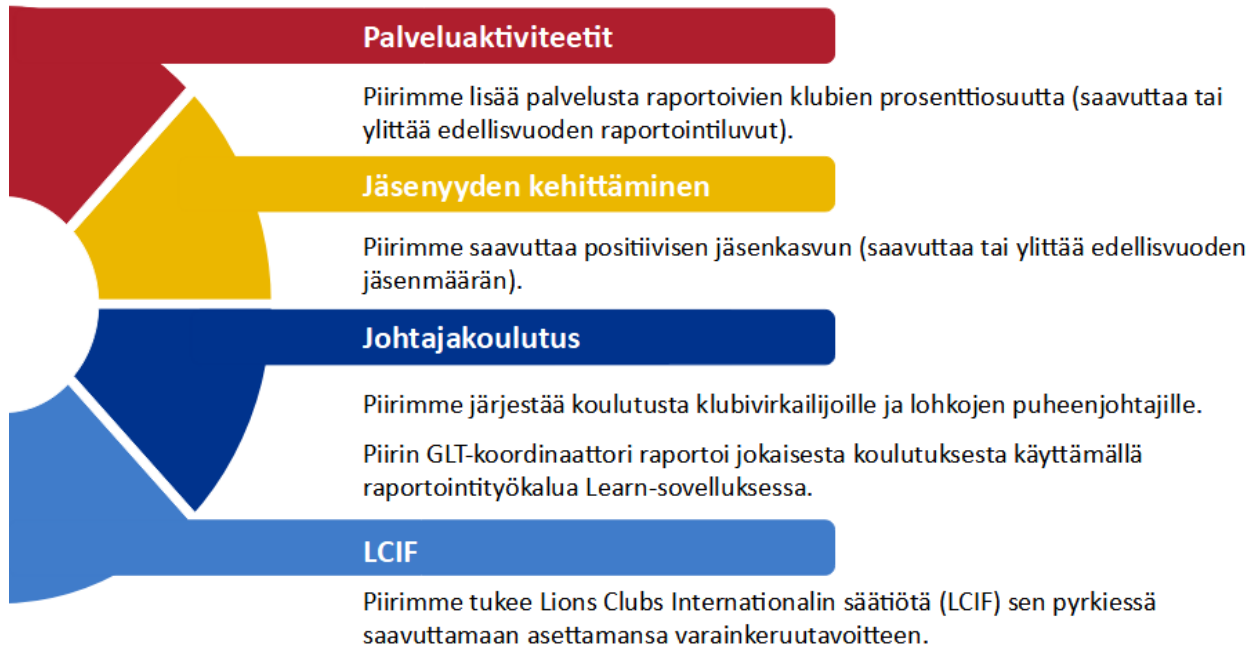 Palveluaktiviteetit
Piirimme lisää palvelusta raportoivien klubien prosenttiosuutta (saavuttaa tai
ylittää edellisvuoden raportointiluvut).
Jäsenyyden kehittäminen
Piirimme saavuttaa positiivisen jäsenkasvun (saavuttaa tai ylittää edellisvuoden
jäsenmäärän).
Johtajakoulutus
Piirimme järjestää koulutusta klubivirkailijoille ja lohkojen puheenjohtajille.
Piirin GLT-koordinaattori raportoi jokaisesta koulutuksesta käyttämällä
raportointityökalua Learn-sovelluksessa.
LCIF
Piirimme tukee Lions Clubs Internationalin säätiötä (LCIF) sen pyrkiessä
saavuttamaan asettamansa varainkeruutavoitteen.